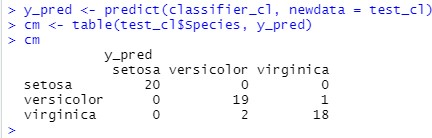 > y_pred <- predict(classifier_cl, newdata = test_cl)
> cm <- table(test_cl$Species, y_pred)
> cm
            y_pred
             setosa versicolor virginica
  setosa         20          0         0
  versicolor      0         19         1
  virginica       0          2        18
>